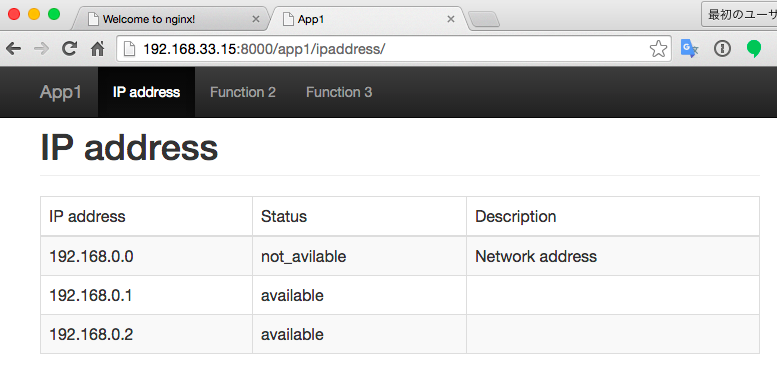 Welcome to nginx! App1 最初のユーザ
192.168.33.15:8000/app1/ipaddress/
App1 IP address Function 2 Function 3
IP address
IP address Status Description
192.168.0.0 not_avilable Network address
192.168.0.1 available
192.168.0.2 available